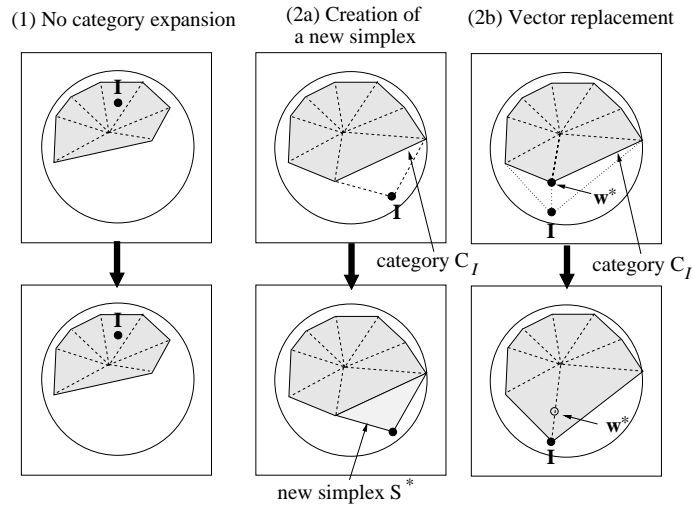 (1) No category expansion
(2a) Creation of
a new simplex
(2b) Vector replacement
I
I
w*
I
category C_I
category C_I
I
w*
I
new simplex S*